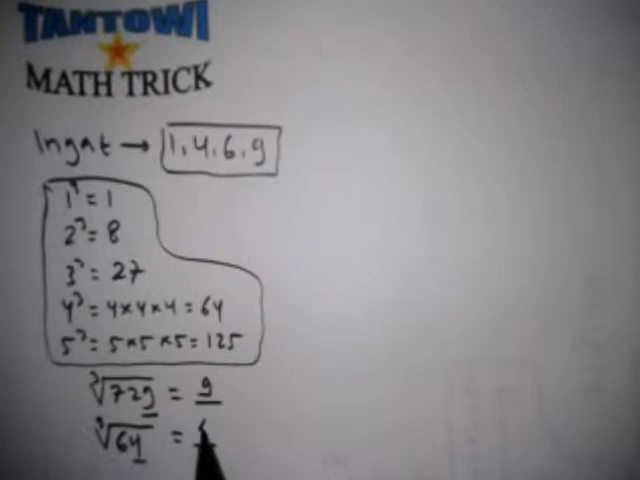 TANTOWI
MATH TRICK
Ingat → 1, 4, 6, 9
1³ = 1
2³ = 8
3³ = 27
4³ = 4 × 4 × 4 = 64
5³ = 5 × 5 × 5 = 125
∛729 = 9
∛64 =